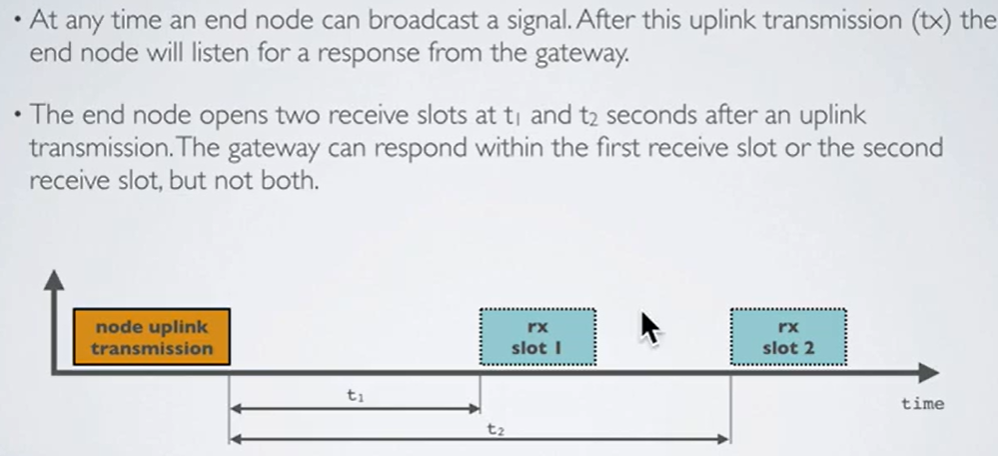 • At any time an end node can broadcast a signal. After this uplink transmission (tx) the
end node will listen for a response from the gateway.
• The end node opens two receive slots at t₁ and t₂ seconds after an uplink
transmission. The gateway can respond within the first receive slot or the second
receive slot, but not both.
node uplink
transmission
rx
slot 1
rx
slot 2
t₁
time
t₂